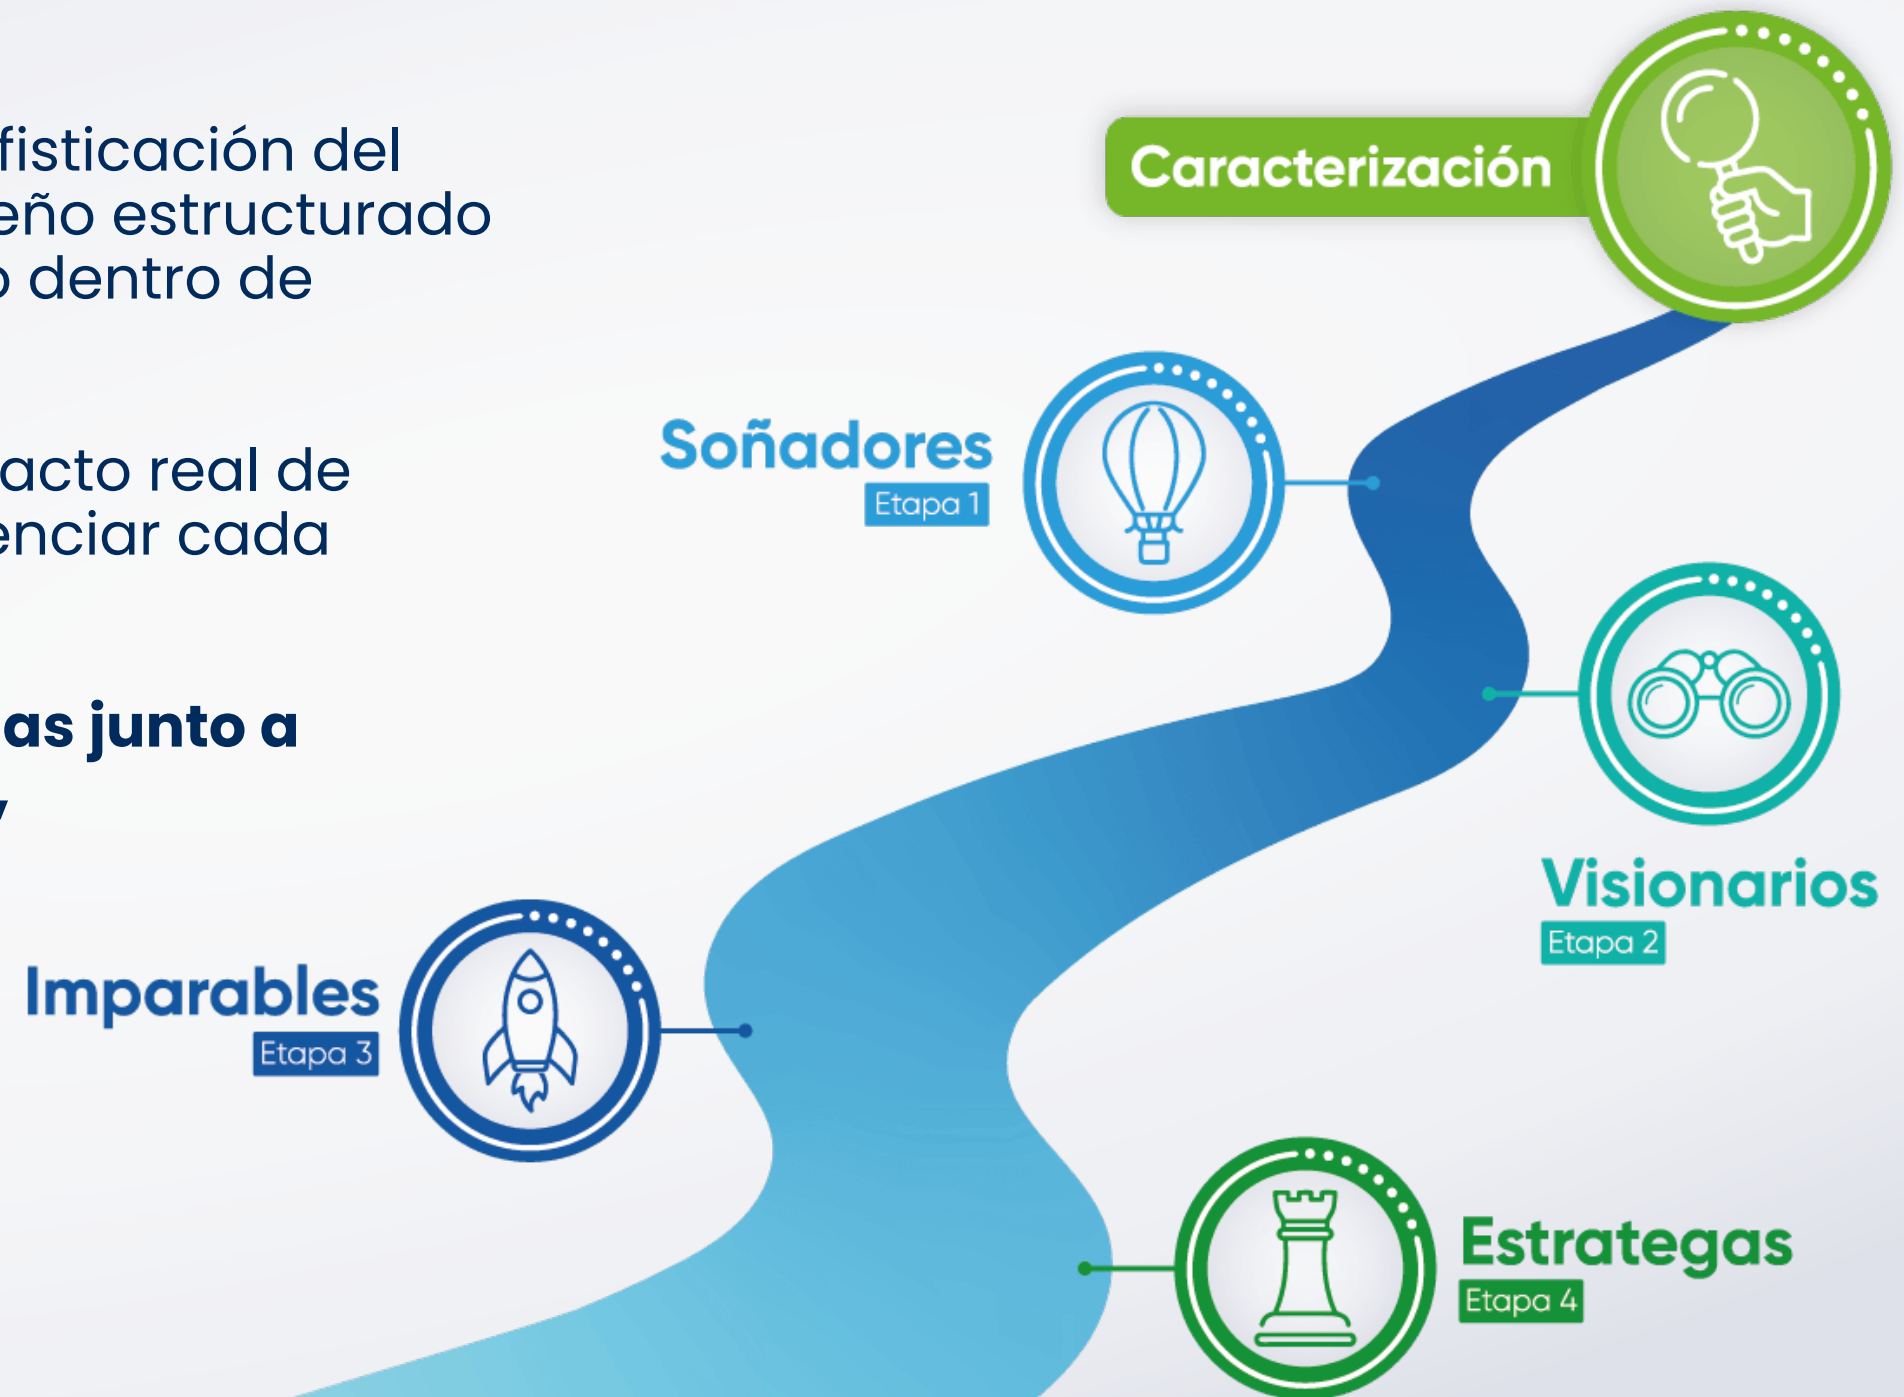 fisticación del
eño estructurado
o dentro de
acto real de
enciar cada
as junto a
Caracterización
Soñadores
Etapa 1
Visionarios
Etapa 2
Imparables
Etapa 3
Estrategas
Etapa 4